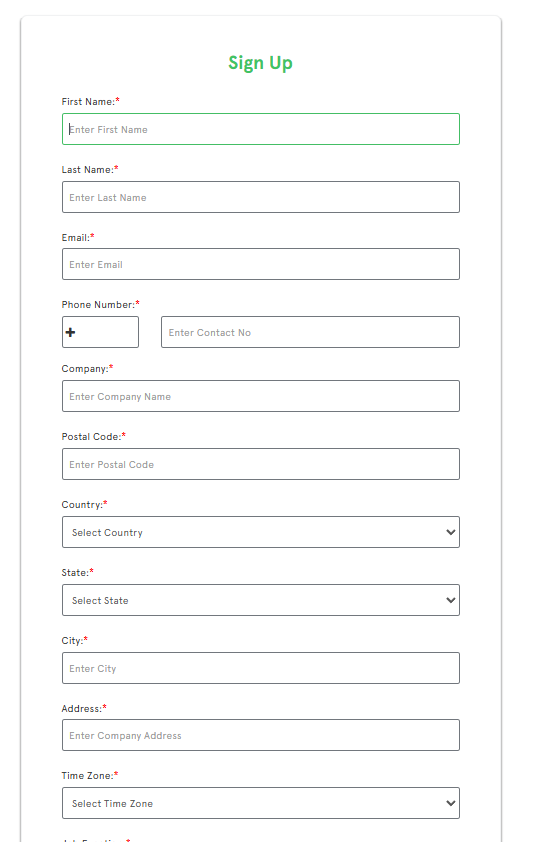 Sign Up
First Name:*
Enter First Name
Last Name:*
Enter Last Name
Email:*
Enter Email
Phone Number:*
+ Enter Contact No
Company:*
Enter Company Name
Postal Code:*
Enter Postal Code
Country:*
Select Country
State:*
Select State
City:*
Enter City
Address:*
Enter Company Address
Time Zone:*
Select Time Zone